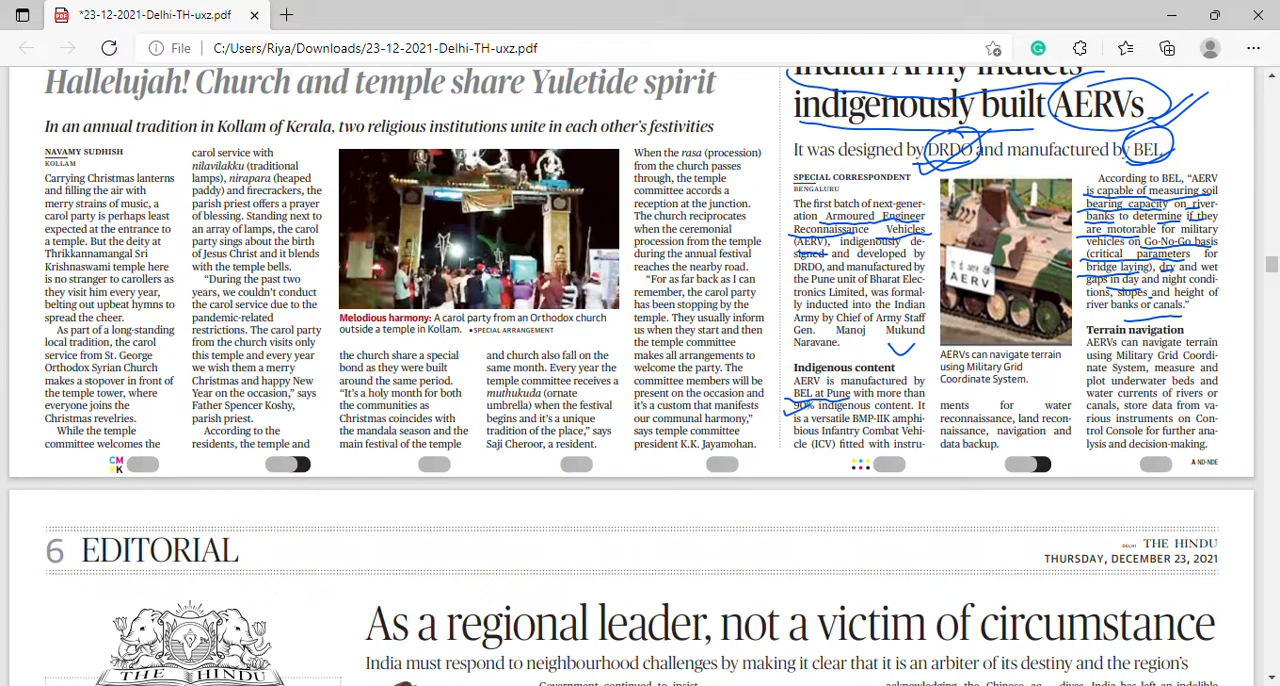 *23-12-2021-Delhi-TH-uxz.pdf
File
C:/Users/Riya/Downloads/23-12-2021-Delhi-TH-uxz.pdf
Hallelujah! Church and temple share Yuletide spirit
In an annual tradition in Kollam of Kerala, two religious institutions unite in each other's festivities
NAVAMY SUDHISH
KOLLAM
Carrying Christmas lanterns
and filling the air with
merry strains of music, a
carol party is perhaps least
expected at the entrance to
a temple. But the deity at
Thrikkannamangal Sri
Krishnaswami temple here
is no stranger to carollers as
they visit him every year,
belting out upbeat hymns to
spread the cheer.
As part of a long-standing
local tradition, the carol
service from St. George
Orthodox Syrian Church
makes a stopover in front of
the temple tower, where
everyone joins the
Christmas revelries.
While the temple
committee welcomes the
carol service with
nilavilakku (traditional
lamps), nirapara (heaped
paddy) and firecrackers, the
parish priest offers a prayer
of blessing. Standing next to
an array of lamps, the carol
party sings about the birth
of Jesus Christ and it blends
with the temple bells.
"During the past two
years, we couldn't conduct
the carol service due to the
pandemic-related
restrictions. The carol party
from the church visits only
this temple and every year
we wish them a merry
Christmas and happy New
Year on the occasion," says
Father Spencer Koshy,
parish priest.
According to the
residents, the temple and
Melodious harmony: A carol party from an Orthodox church
outside a temple in Kollam. ▪SPECIAL ARRANGEMENT
the church share a special
bond as they were built
around the same period.
"It's a holy month for both
the communities as
Christmas coincides with
the mandala season and the
main festival of the temple
and church also fall on the
same month. Every year the
temple committee receives a
muthukuda (ornate
umbrella) when the festival
begins and it's a unique
tradition of the place," says
Saji Cheroor, a resident.
When the rasa (procession)
from the church passes
through, the temple
committee accords a
reception at the junction.
The church reciprocates
when the ceremonial
procession from the temple
during the annual festival
reaches the nearby road.
"For as far back as I can
remember, the carol party
has been stopping by the
temple. They usually inform
us when they start and then
the temple committee
makes all arrangements to
welcome the party. The
committee members will be
present on the occasion and
it's a custom that manifests
our communal harmony,"
says temple committee
president K.K. Jayamohan.
Indian Army inducts
indigenously built AERVs
It was designed by DRDO and manufactured by BEL
SPECIAL CORRESPONDENT
BENGALURU
The first batch of next-gener-
ation Armoured Engineer
Reconnaissance Vehicles
(AERV), indigenously de-
signed and developed by
DRDO, and manufactured by
the Pune unit of Bharat Elec-
tronics Limited, was formal-
ly inducted into the Indian
Army by Chief of Army Staff
Gen. Manoj Mukund
Naravane.
Indigenous content
AERV is manufactured by
BEL at Pune with more than
90% indigenous content. It
is a versatile BMP-IIK amphi-
bious Infantry Combat Vehi-
cle (ICV) fitted with instru-
AERV
AERVs can navigate terrain
using Military Grid
Coordinate System.
ments for water
reconnaissance, land recon-
naissance, navigation and
data backup.
According to BEL, "AERV
is capable of measuring soil
bearing capacity on river-
banks to determine if they
are motorable for military
vehicles on Go-No-Go basis
(critical parameters for
bridge laying), dry and wet
gaps in day and night condi-
tions, slopes and height of
river banks or canals."
Terrain navigation
AERVs can navigate terrain
using Military Grid Coordi-
nate System, measure and
plot underwater beds and
water currents of rivers or
canals, store data from va-
rious instruments on Con-
trol Console for further ana-
lysis and decision-making.
CM
YK
A ND-NDE
6 EDITORIAL
DELHI THE HINDU
THURSDAY, DECEMBER 23, 2021
THE HINDU
As a regional leader, not a victim of circumstance
India must respond to neighbourhood challenges by making it clear that it is an arbiter of its destiny and the region's